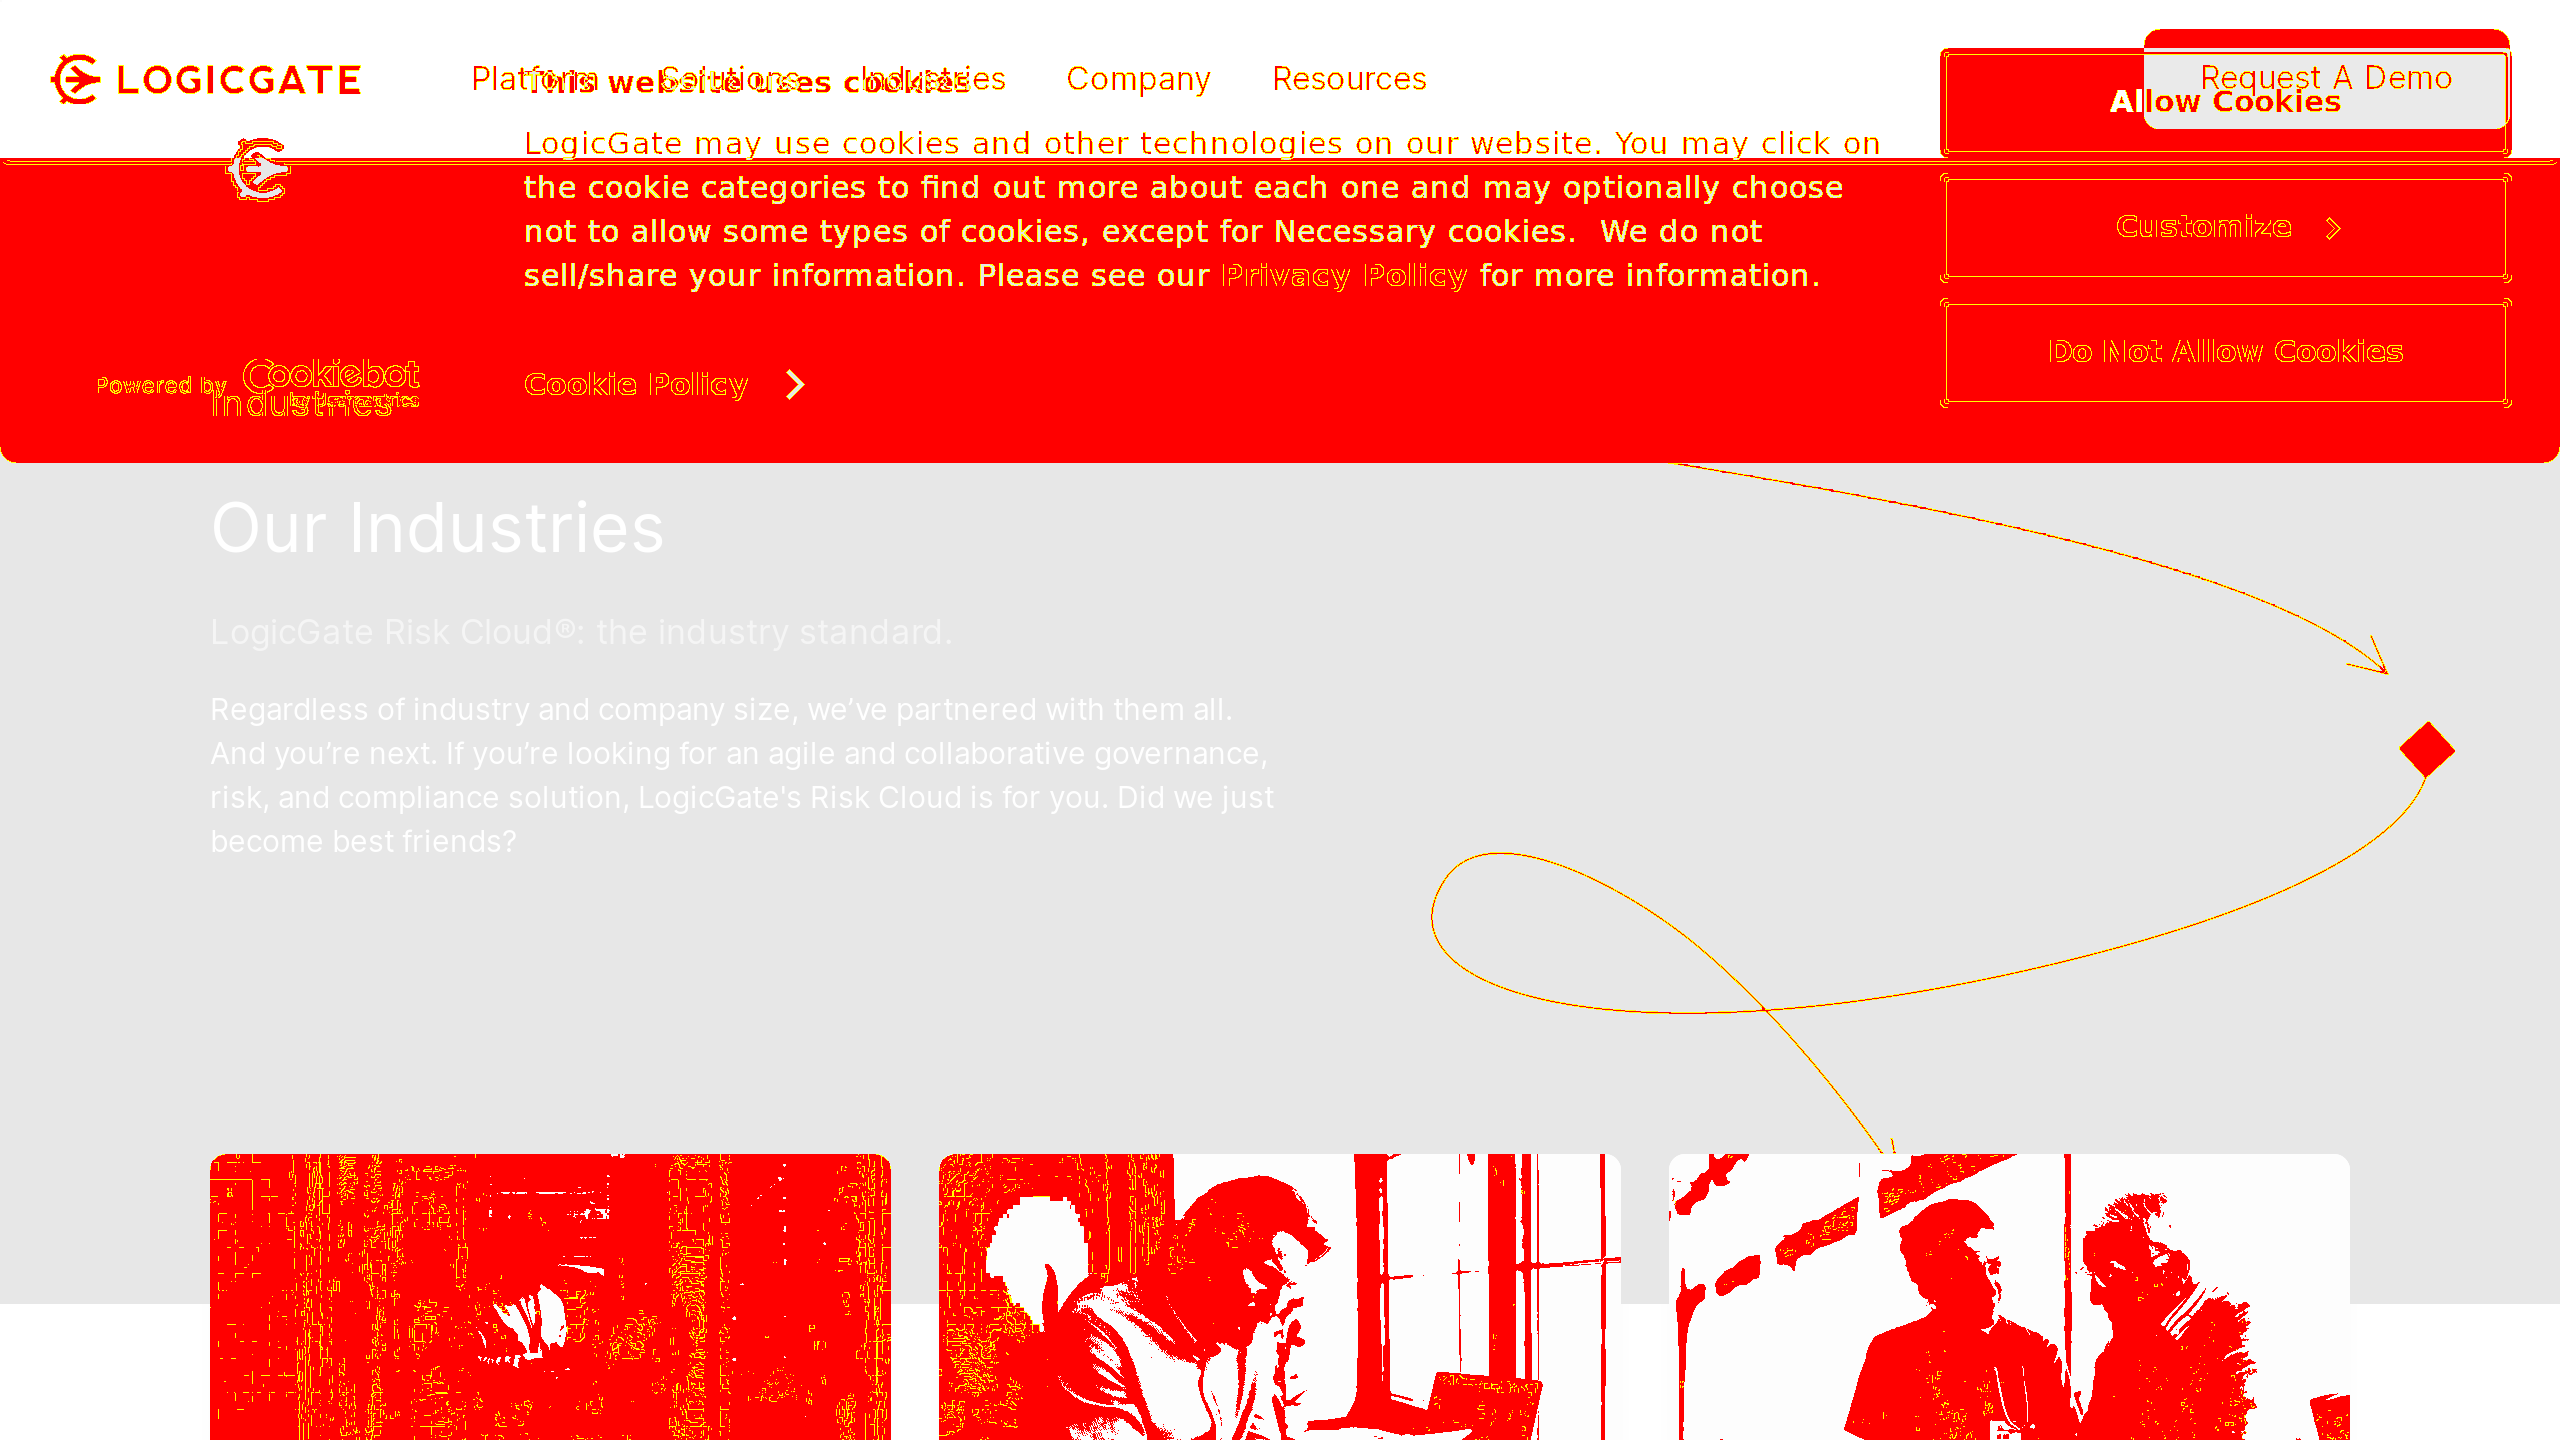 LOGICGATE
Platform Solutions Industries Company Resources
Request A Demo
This website uses cookies
LogicGate may use cookies and other technologies on our website. You may click on
the cookie categories to find out more about each one and may optionally choose
not to allow some types of cookies, except for Necessary cookies. We do not
sell/share your information. Please see our Privacy Policy for more information.
Cookie Policy
Allow Cookies
Customize
Do Not Allow Cookies
Powered by Cookiebot
by Usercentrics
Industries
Our Industries
LogicGate Risk Cloud®: the industry standard.
Regardless of industry and company size, we’ve partnered with them all.
And you’re next. If you’re looking for an agile and collaborative governance,
risk, and compliance solution, LogicGate's Risk Cloud is for you. Did we just
become best friends?